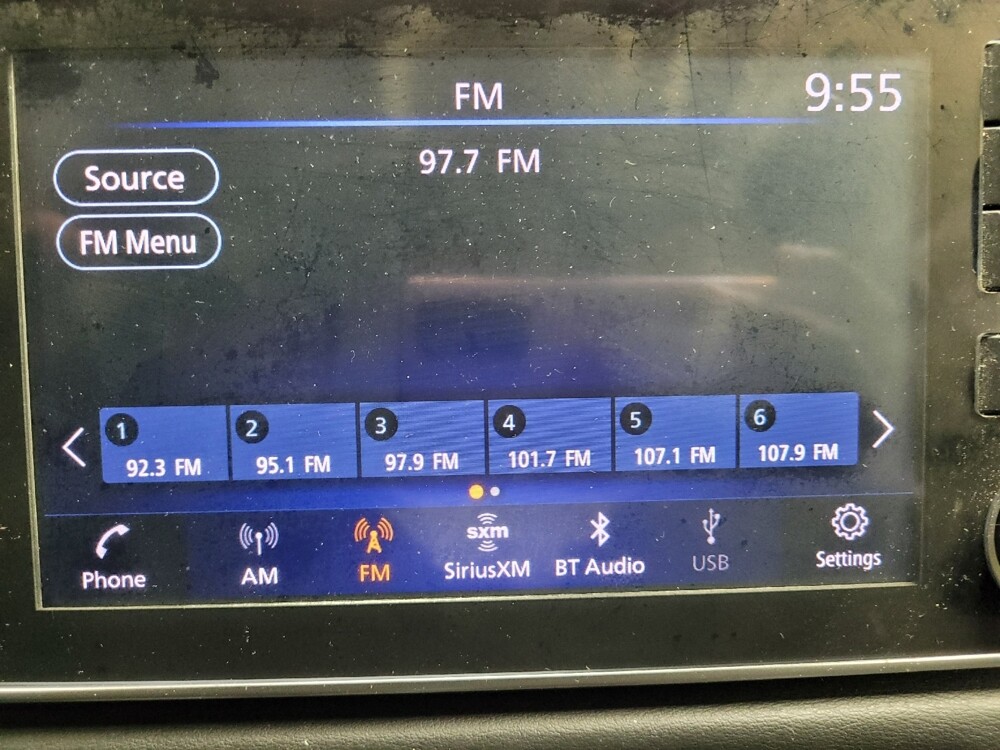 FM
9:55
97.7 FM
Source
FM Menu
1
2
3
4
5
6
92.3 FM
95.1 FM
97.9 FM
101.7 FM
107.1 FM
107.9 FM
sxm
Phone
AM
FM
SiriusXM
BT Audio
USB
Settings